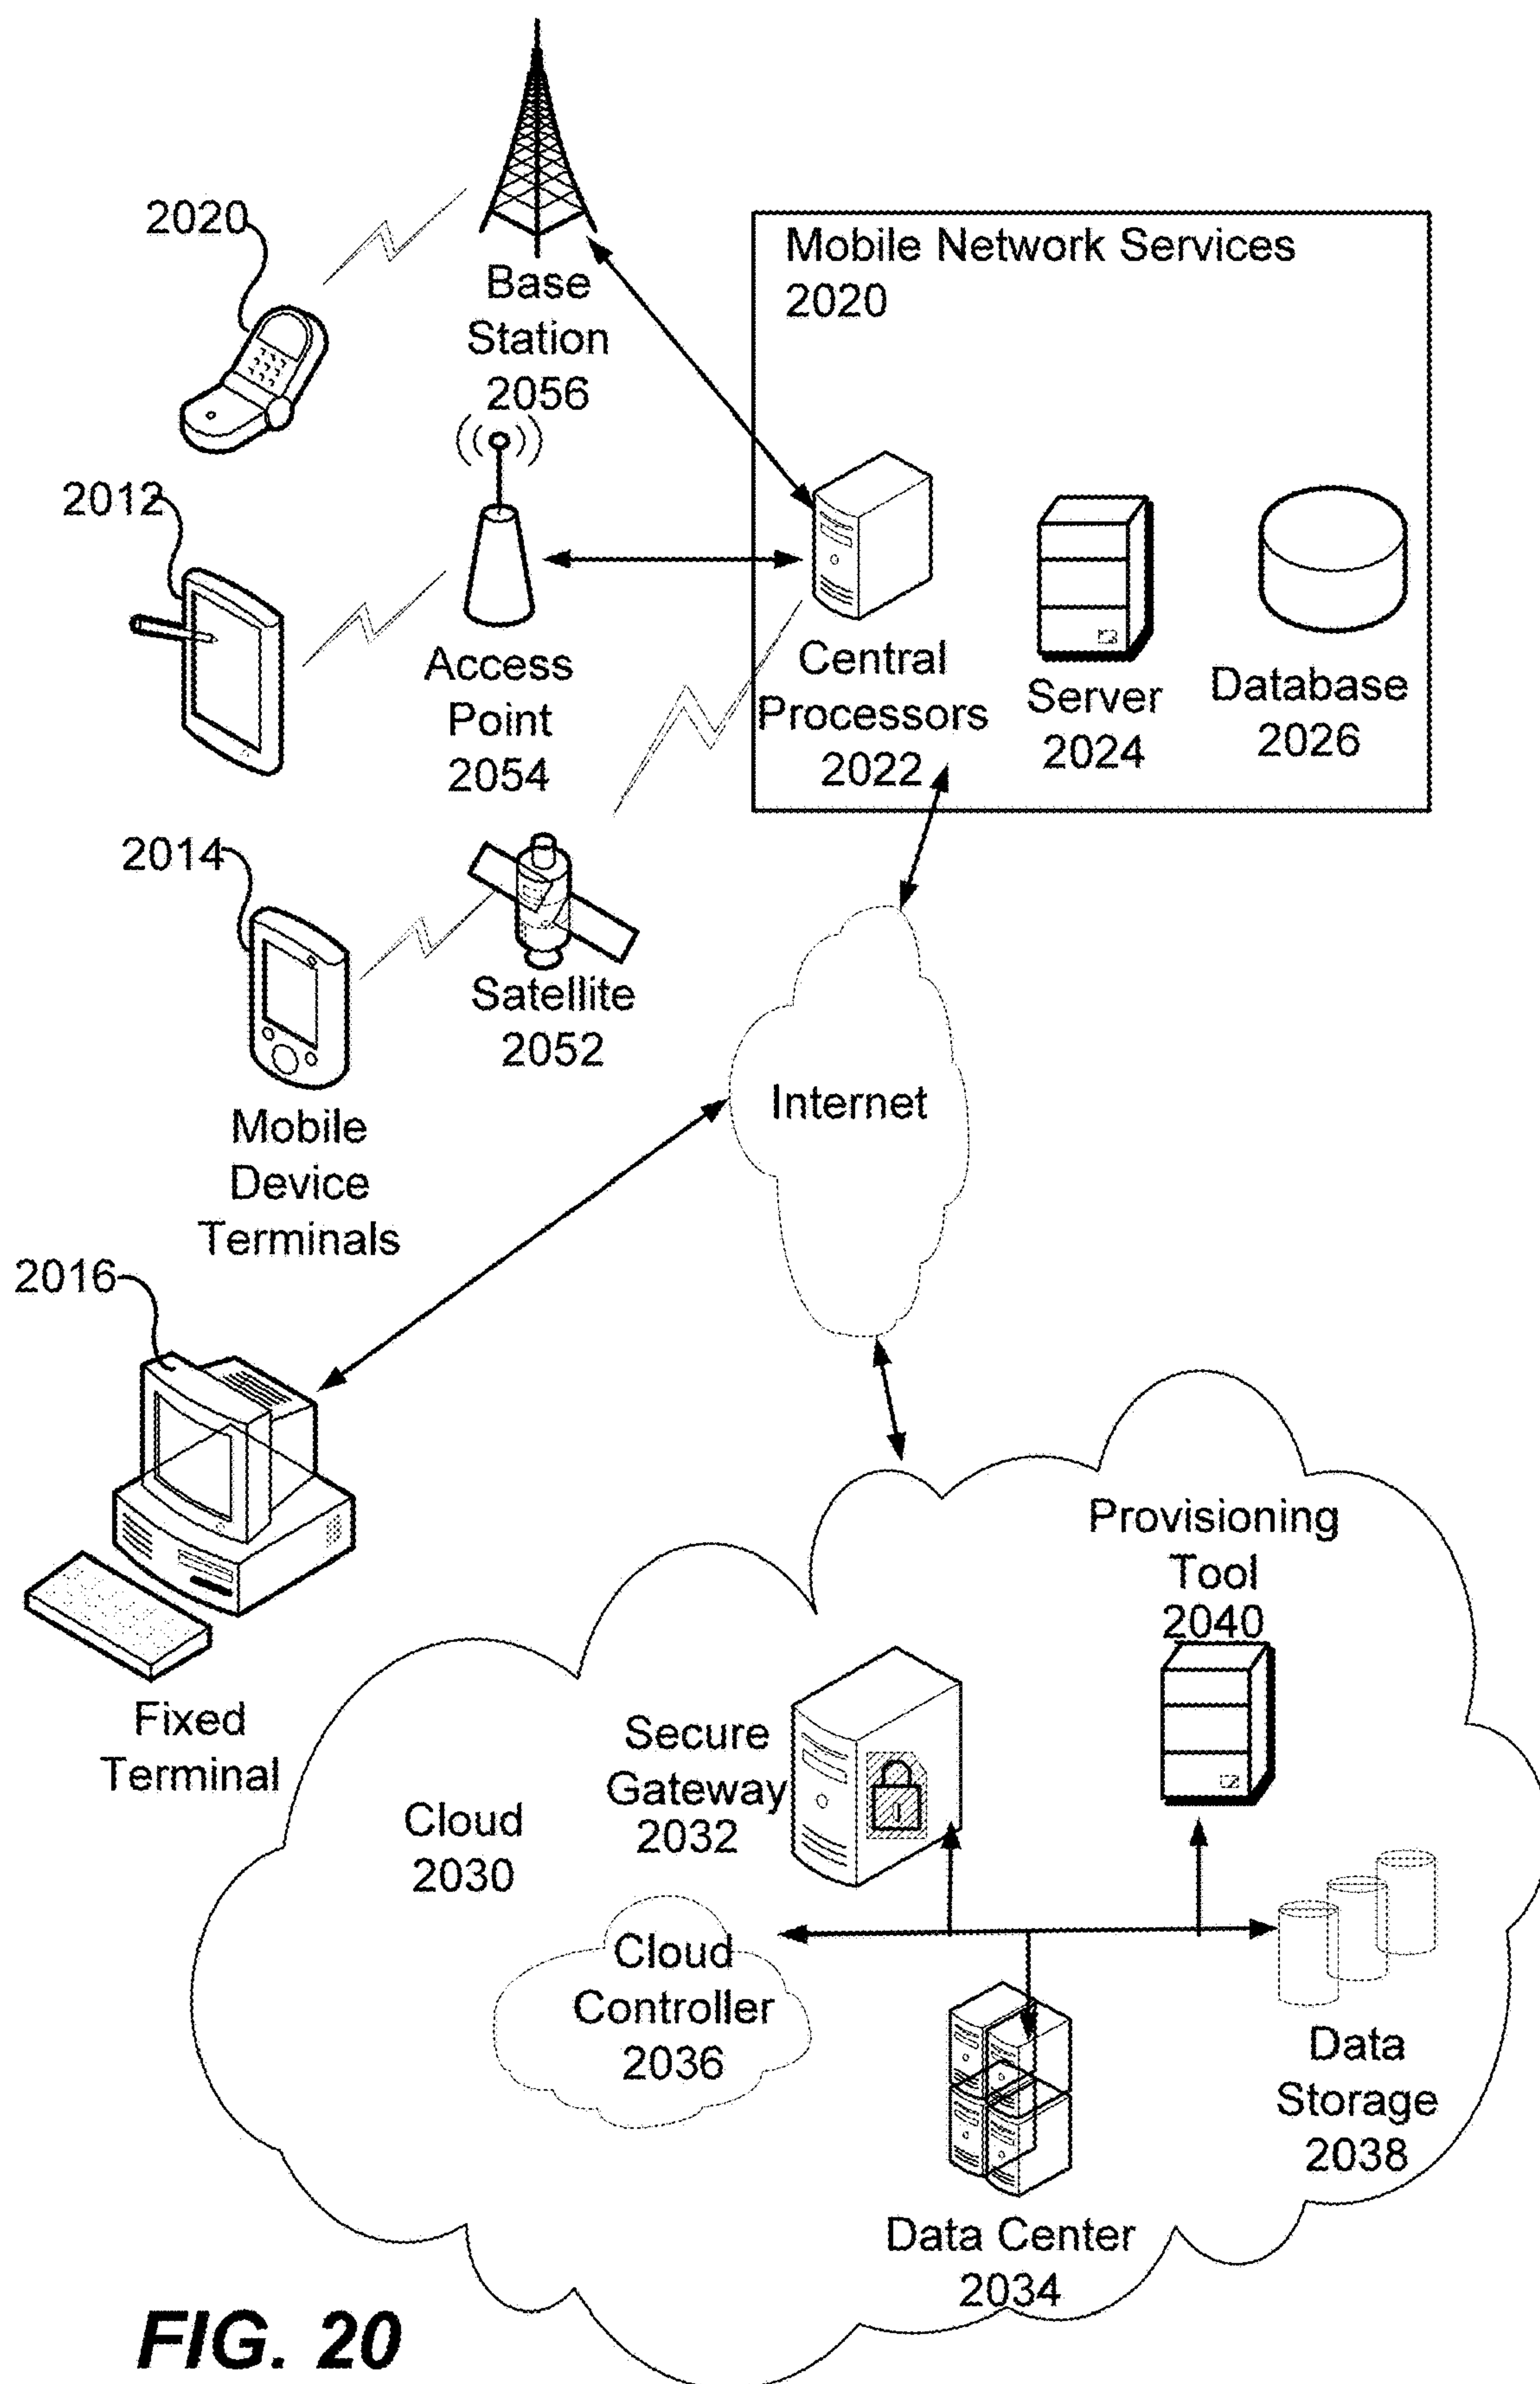 2020
Base
Station
2056
Mobile Network Services
2020
2012
Access
Point
2054
Central
Processors
2022
Server
2024
Database
2026
2014
Satellite
2052
Mobile
Device
Terminals
Internet
2016
Fixed
Terminal
Provisioning
Tool
2040
Secure
Gateway
2032
Cloud
2030
Cloud
Controller
2036
Data
Storage
2038
Data Center
2034
FIG. 20